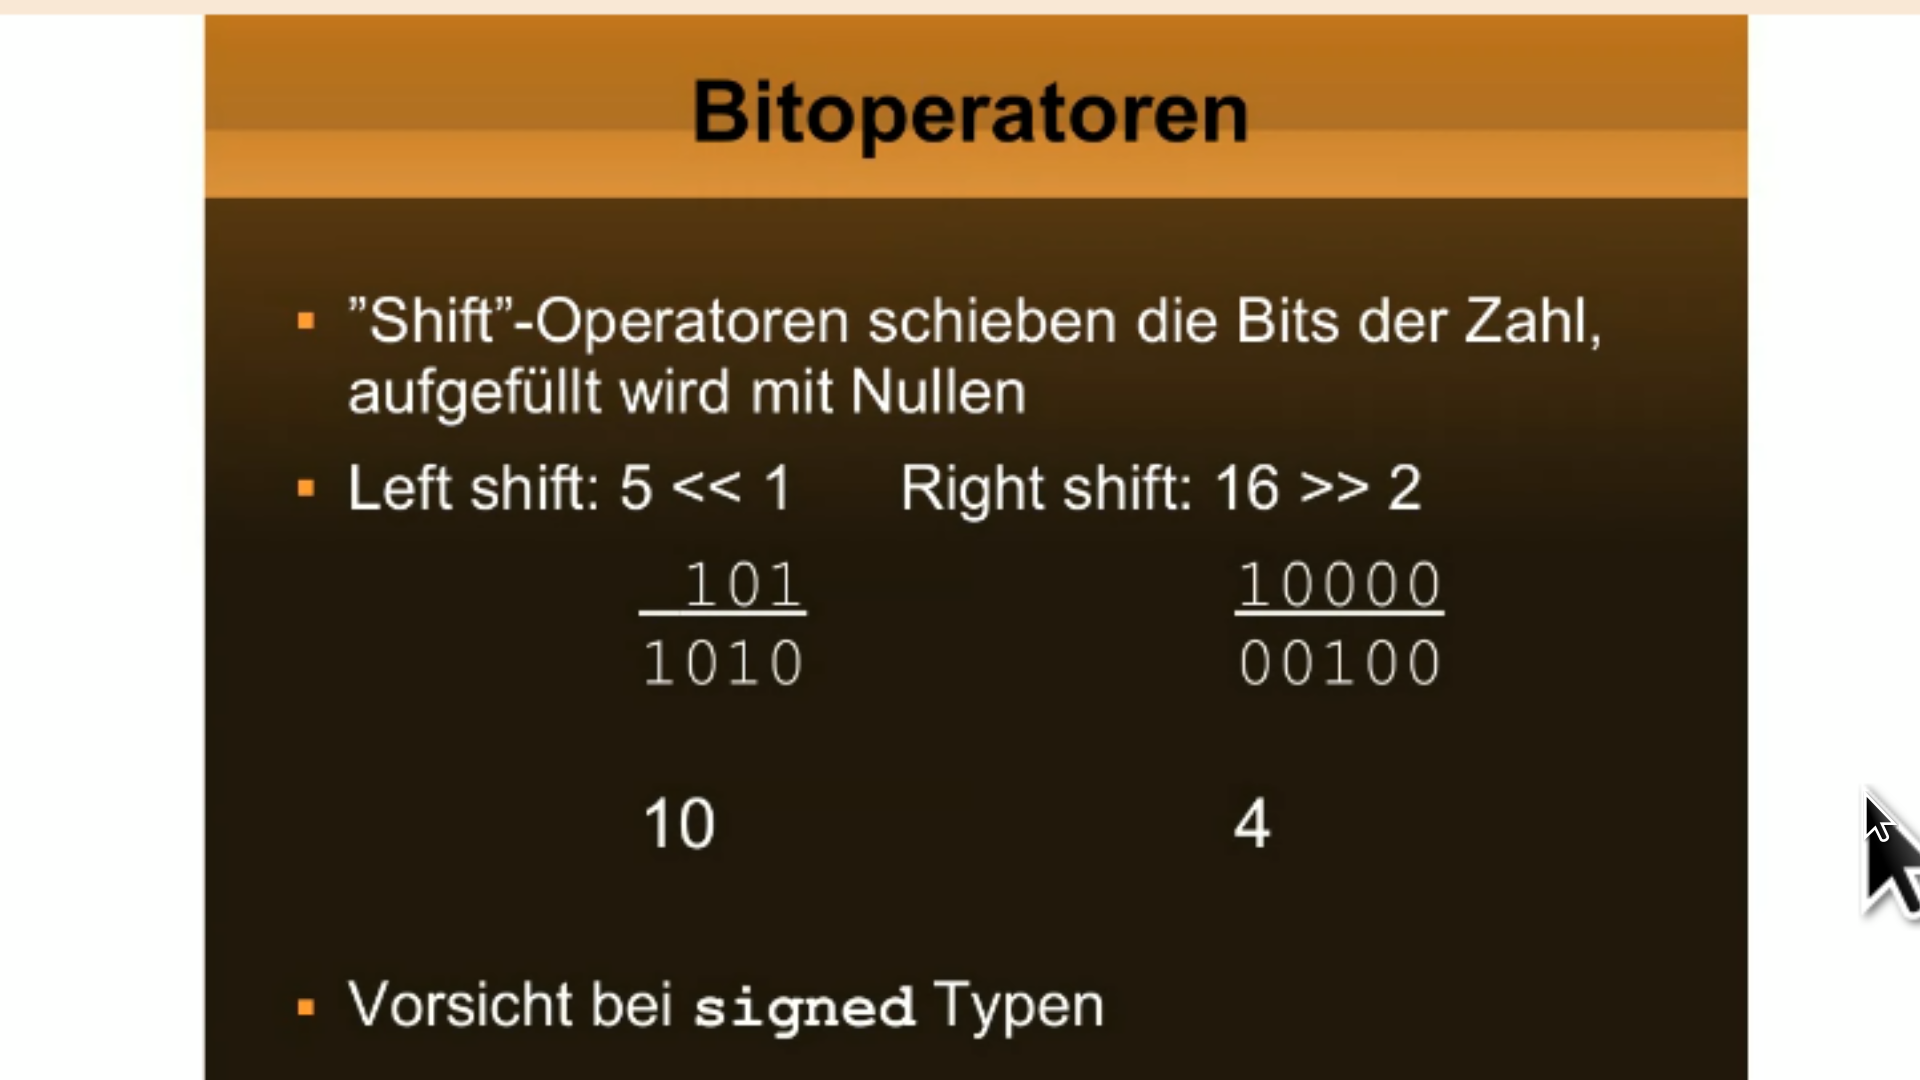 Bitoperatoren
”Shift”-Operatoren schieben die Bits der Zahl,
aufgefüllt wird mit Nullen
Left shift: 5 << 1 Right shift: 16 >> 2
101 10000
1010 00100
10 4
Vorsicht bei signed Typen